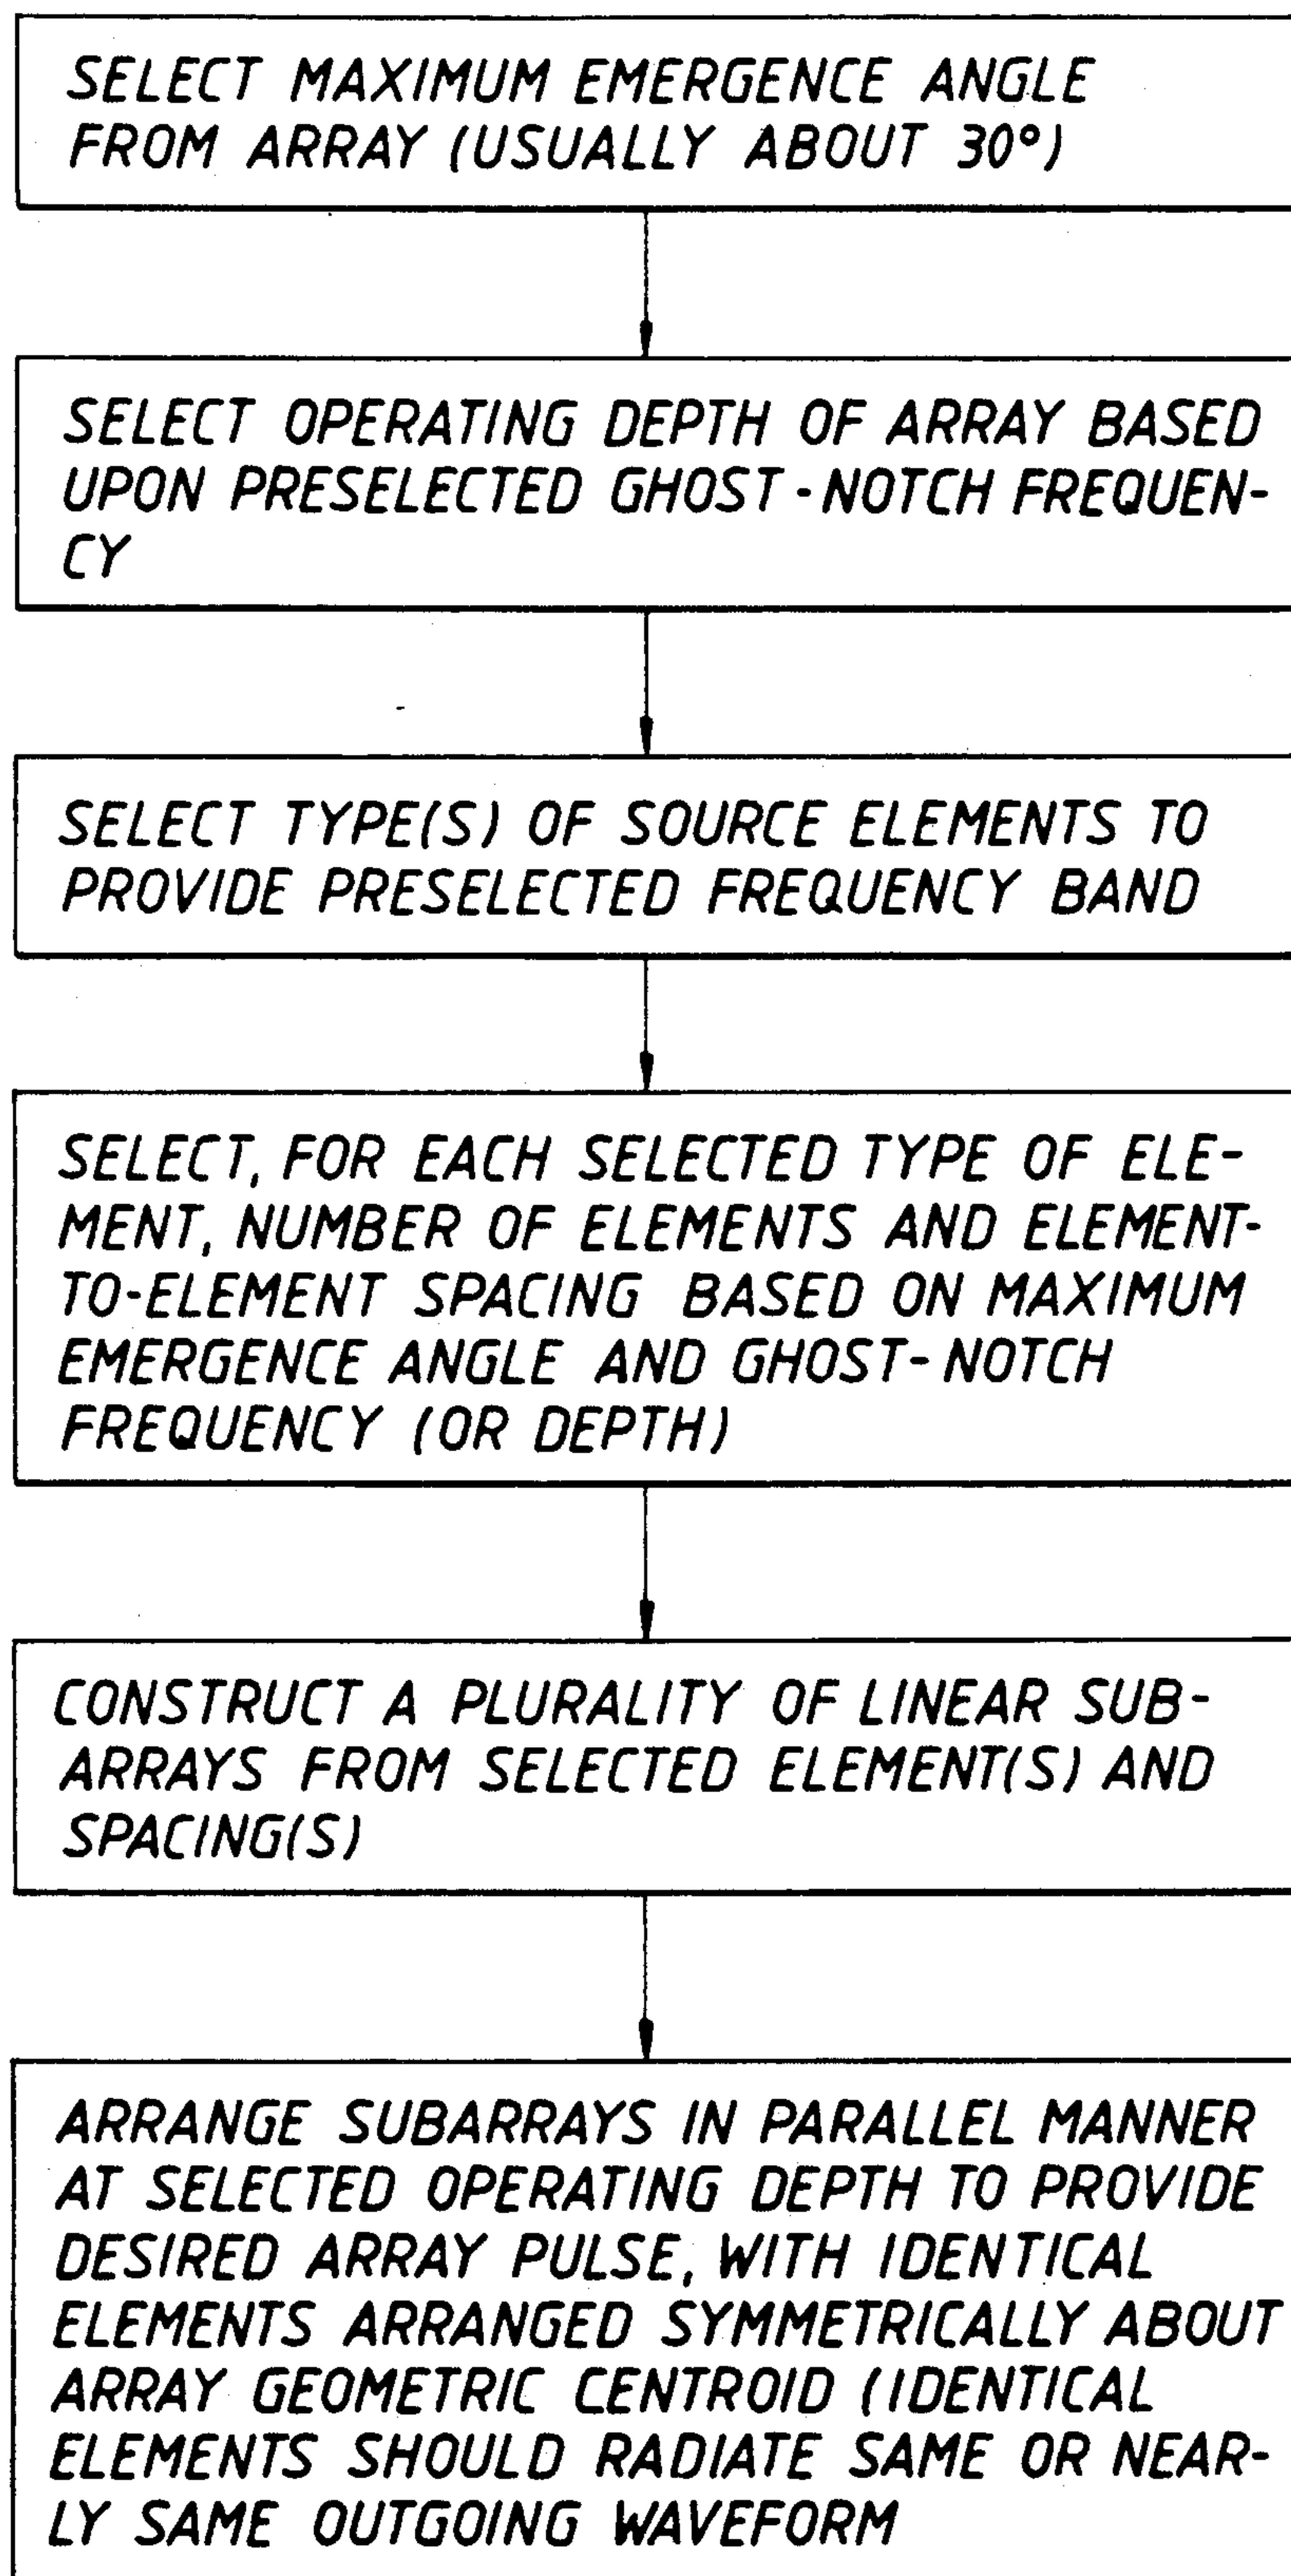 SELECT MAXIMUM EMERGENCE ANGLE
FROM ARRAY (USUALLY ABOUT 30°)
SELECT OPERATING DEPTH OF ARRAY BASED
UPON PRESELECTED GHOST-NOTCH FREQUEN-
CY
SELECT TYPE(S) OF SOURCE ELEMENTS TO
PROVIDE PRESELECTED FREQUENCY BAND
SELECT, FOR EACH SELECTED TYPE OF ELE-
MENT, NUMBER OF ELEMENTS AND ELEMENT-
TO-ELEMENT SPACING BASED ON MAXIMUM
EMERGENCE ANGLE AND GHOST-NOTCH
FREQUENCY (OR DEPTH)
CONSTRUCT A PLURALITY OF LINEAR SUB-
ARRAYS FROM SELECTED ELEMENT(S) AND
SPACING(S)
ARRANGE SUBARRAYS IN PARALLEL MANNER
AT SELECTED OPERATING DEPTH TO PROVIDE
DESIRED ARRAY PULSE, WITH IDENTICAL
ELEMENTS ARRANGED SYMMETRICALLY ABOUT
ARRAY GEOMETRIC CENTROID (IDENTICAL
ELEMENTS SHOULD RADIATE SAME OR NEAR-
LY SAME OUTGOING WAVEFORM